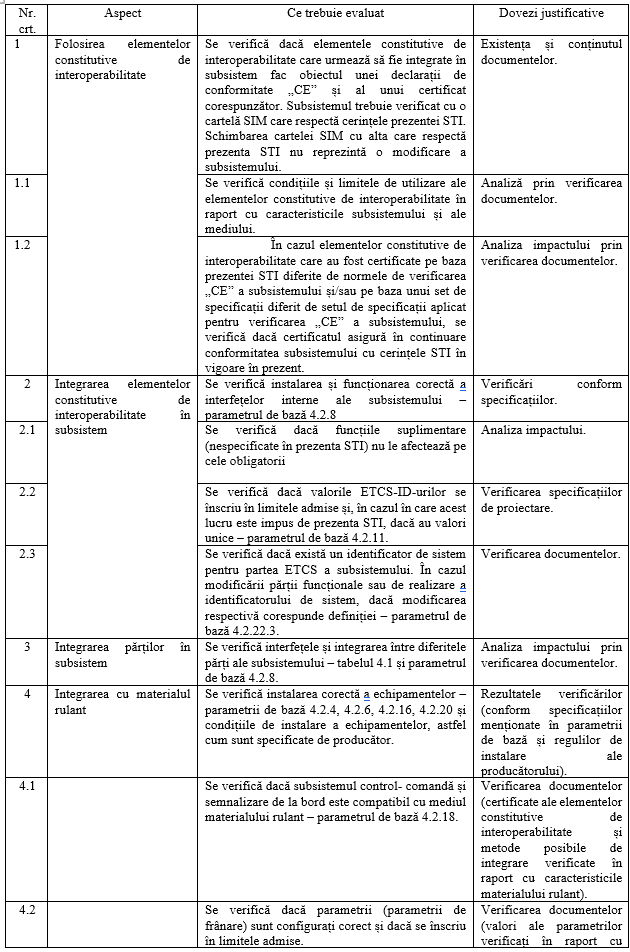 Nr. crt.
Aspect
Ce trebuie evaluat
Dovezi justificative
1
Folosirea elementelor
constitutive de
interoperabilitate
Se verifică dacă elementele constitutive de
interoperabilitate care urmează să fie integrate în
subsistem fac obiectul unei declarații de
conformitate „CE” și al unui certificat
corespunzător. Subsistemul trebuie verificat cu o
cartelă SIM care respectă cerințele prezentei STI.
Schimbarea cartelei SIM cu alta care respectă
prezenta STI nu reprezintă o modificare a
subsistemului.
Existența și conținutul
documentelor.
1.1
Se verifică condițiile și limitele de utilizare ale
elementelor constitutive de interoperabilitate în
raport cu caracteristicile subsistemului și ale
mediului.
Analiză prin verificarea
documentelor.
1.2
În cazul elementelor constitutive de
interoperabilitate care au fost certificate pe baza
prezentei STI diferite de normele de verificarea
„CE” a subsistemului și/sau pe baza unui set de
specificații diferit de setul de specificații aplicat
pentru verificarea „CE” a subsistemului, se
verifică dacă certificatul asigură în continuare
conformitatea subsistemului cu cerințele STI în
vigoare în prezent.
Analiza impactului prin
verificarea documentelor.
2
Integrarea elementelor
constitutive de
interoperabilitate în
subsistem
Se verifică instalarea și funcționarea corectă a
interfețelor interne ale subsistemului –
parametrul de bază 4.2.8
Verificări conform
specificațiilor.
2.1
Se verifică dacă funcțiile suplimentare
(nespecificate în prezenta STI) nu le afectează pe
cele obligatorii
Analiza impactului.
2.2
Se verifică dacă valorile ETCS-ID-urilor se
înscriu în limitele admise și, în cazul în care acest
lucru este impus de prezenta STI, dacă au valori
unice – parametrul de bază 4.2.11.
Verificarea specificațiilor
de proiectare.
2.3
Se verifică dacă există un identificator de sistem
pentru partea ETCS a subsistemului. În cazul
modificării părții funcționale sau de realizare a
identificatorului de sistem, dacă modificarea
respectivă corespunde definiției – parametrul de
bază 4.2.22.3.
Verificarea documentelor.
3
Integrarea părților în
subsistem
Se verifică interfețele și integrarea între diferitele
părți ale subsistemului – tabelul 4.1 și parametrul
de bază 4.2.8.
Analiza impactului prin
verificarea documentelor.
4
Integrarea cu materialul
rulant
Se verifică instalarea corectă a echipamentelor –
parametrii de bază 4.2.4, 4.2.6, 4.2.16, 4.2.20 și
condițiile de instalare a echipamentelor, astfel
cum sunt specificate de producător.
Rezultatele verificărilor
(conform specificațiilor
menționate în parametrii
de bază și regulilor de
instalare ale
producătorului).
4.1
Se verifică dacă subsistemul control- comandă și
semnalizare de la bord este compatibil cu mediul
materialului rulant – parametrul de bază 4.2.18.
Verificarea documentelor
(certificate ale elementelor
constitutive de
interoperabilitate și
metode posibile de
integrare verificate în
raport cu caracteristicile
materialului rulant).
4.2
Se verifică dacă parametrii (parametrii de
frânare) sunt configurați corect și dacă se înscriu
în limitele admise.
Verificarea documentelor
(valori ale parametrilor
verificați în raport cu